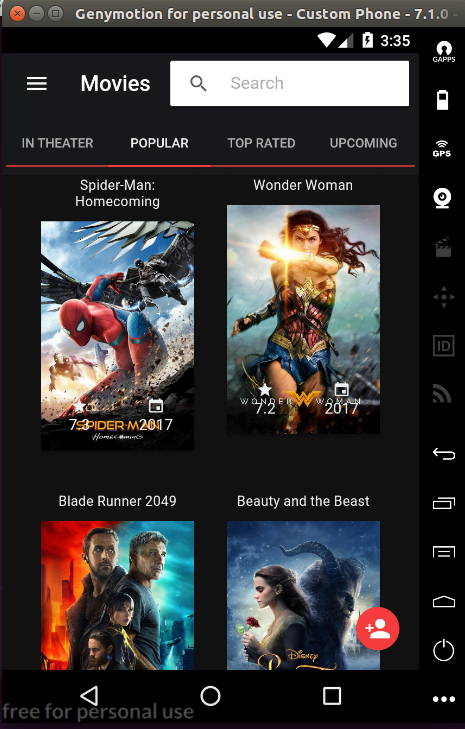 Genymotion for personal use - Custom Phone - 7.1.0 -
3:35
GAPPS
Movies
Search
IN THEATER POPULAR TOP RATED UPCOMING
GPS
Spider-Man:
Homecoming
Wonder Woman
7.3 2017
SPIDER-MAN
HOMECOMING
WONDER WOMAN
7.2 2017
ID
Blade Runner 2049
Beauty and the Beast
Disney
free for personal use